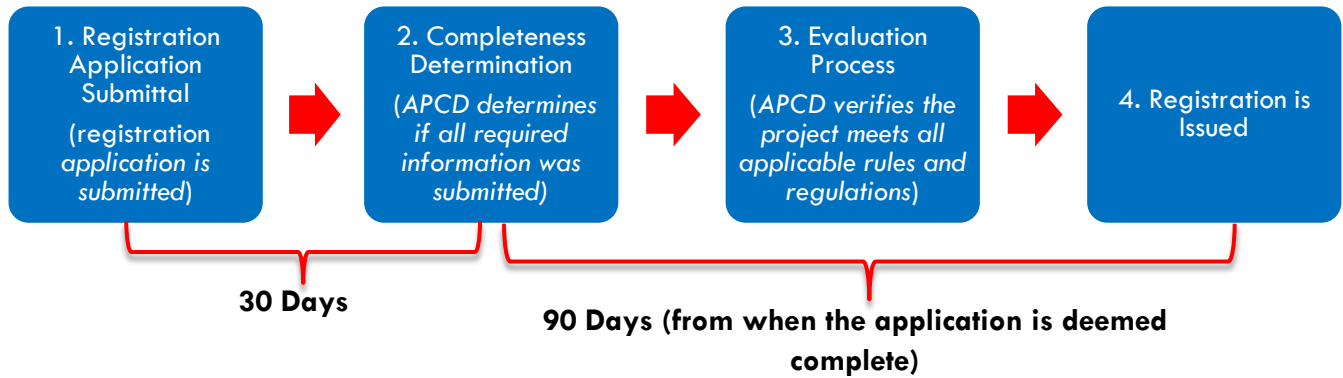 1. Registration
Application
Submittal
(registration
application is
submitted)
2. Completeness
Determination
(APCD determines
if all required
information was
submitted)
3. Evaluation
Process
(APCD verifies the
project meets all
applicable rules and
regulations)
4. Registration is
Issued
30 Days
90 Days (from when the application is deemed
complete)